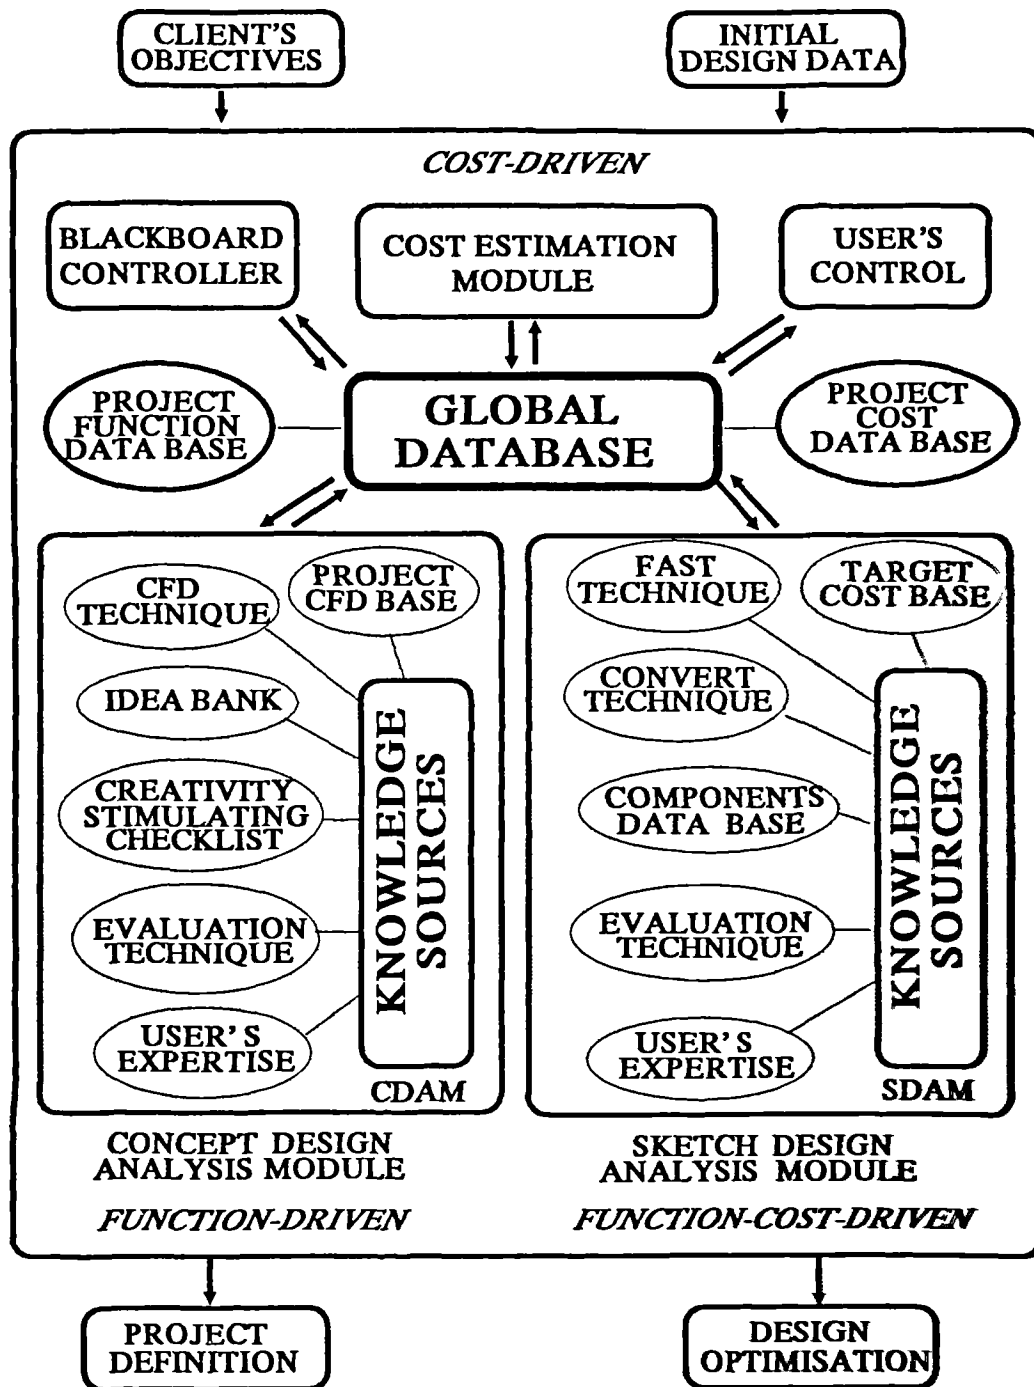 CLIENT'S
OBJECTIVES
INITIAL
DESIGN DATA
COST-DRIVEN
BLACKBOARD
CONTROLLER
COST ESTIMATION
MODULE
USER'S
CONTROL
PROJECT
FUNCTION
DATA BASE
GLOBAL
DATABASE
PROJECT
COST
DATA BASE
CFD
TECHNIQUE
PROJECT
CFD BASE
IDEA BANK
CREATIVITY
STIMULATING
CHECKLIST
EVALUATION
TECHNIQUE
USER'S
EXPERTISE
KNOWLEDGE
SOURCES
CDAM
FAST
TECHNIQUE
TARGET
COST BASE
CONVERT
TECHNIQUE
COMPONENTS
DATA BASE
EVALUATION
TECHNIQUE
USER'S
EXPERTISE
KNOWLEDGE
SOURCES
SDAM
CONCEPT DESIGN
ANALYSIS MODULE
FUNCTION-DRIVEN
SKETCH DESIGN
ANALYSIS MODULE
FUNCTION-COST-DRIVEN
PROJECT
DEFINITION
DESIGN
OPTIMISATION